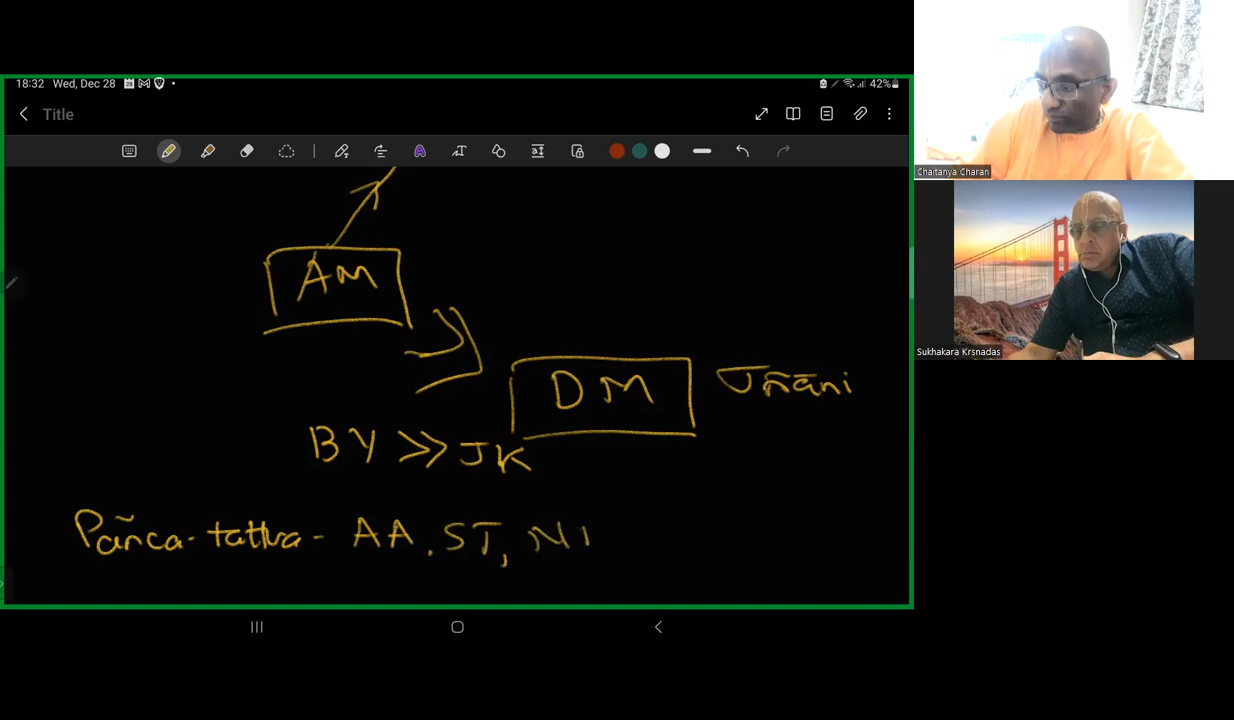 18:32 Wed, Dec 28 42%
Title
Chaitanya Charan
Sukhakara Krsnadas
AM
DM Jñāni
BY >> JK
Pañca-tattva - AA, ST, NI